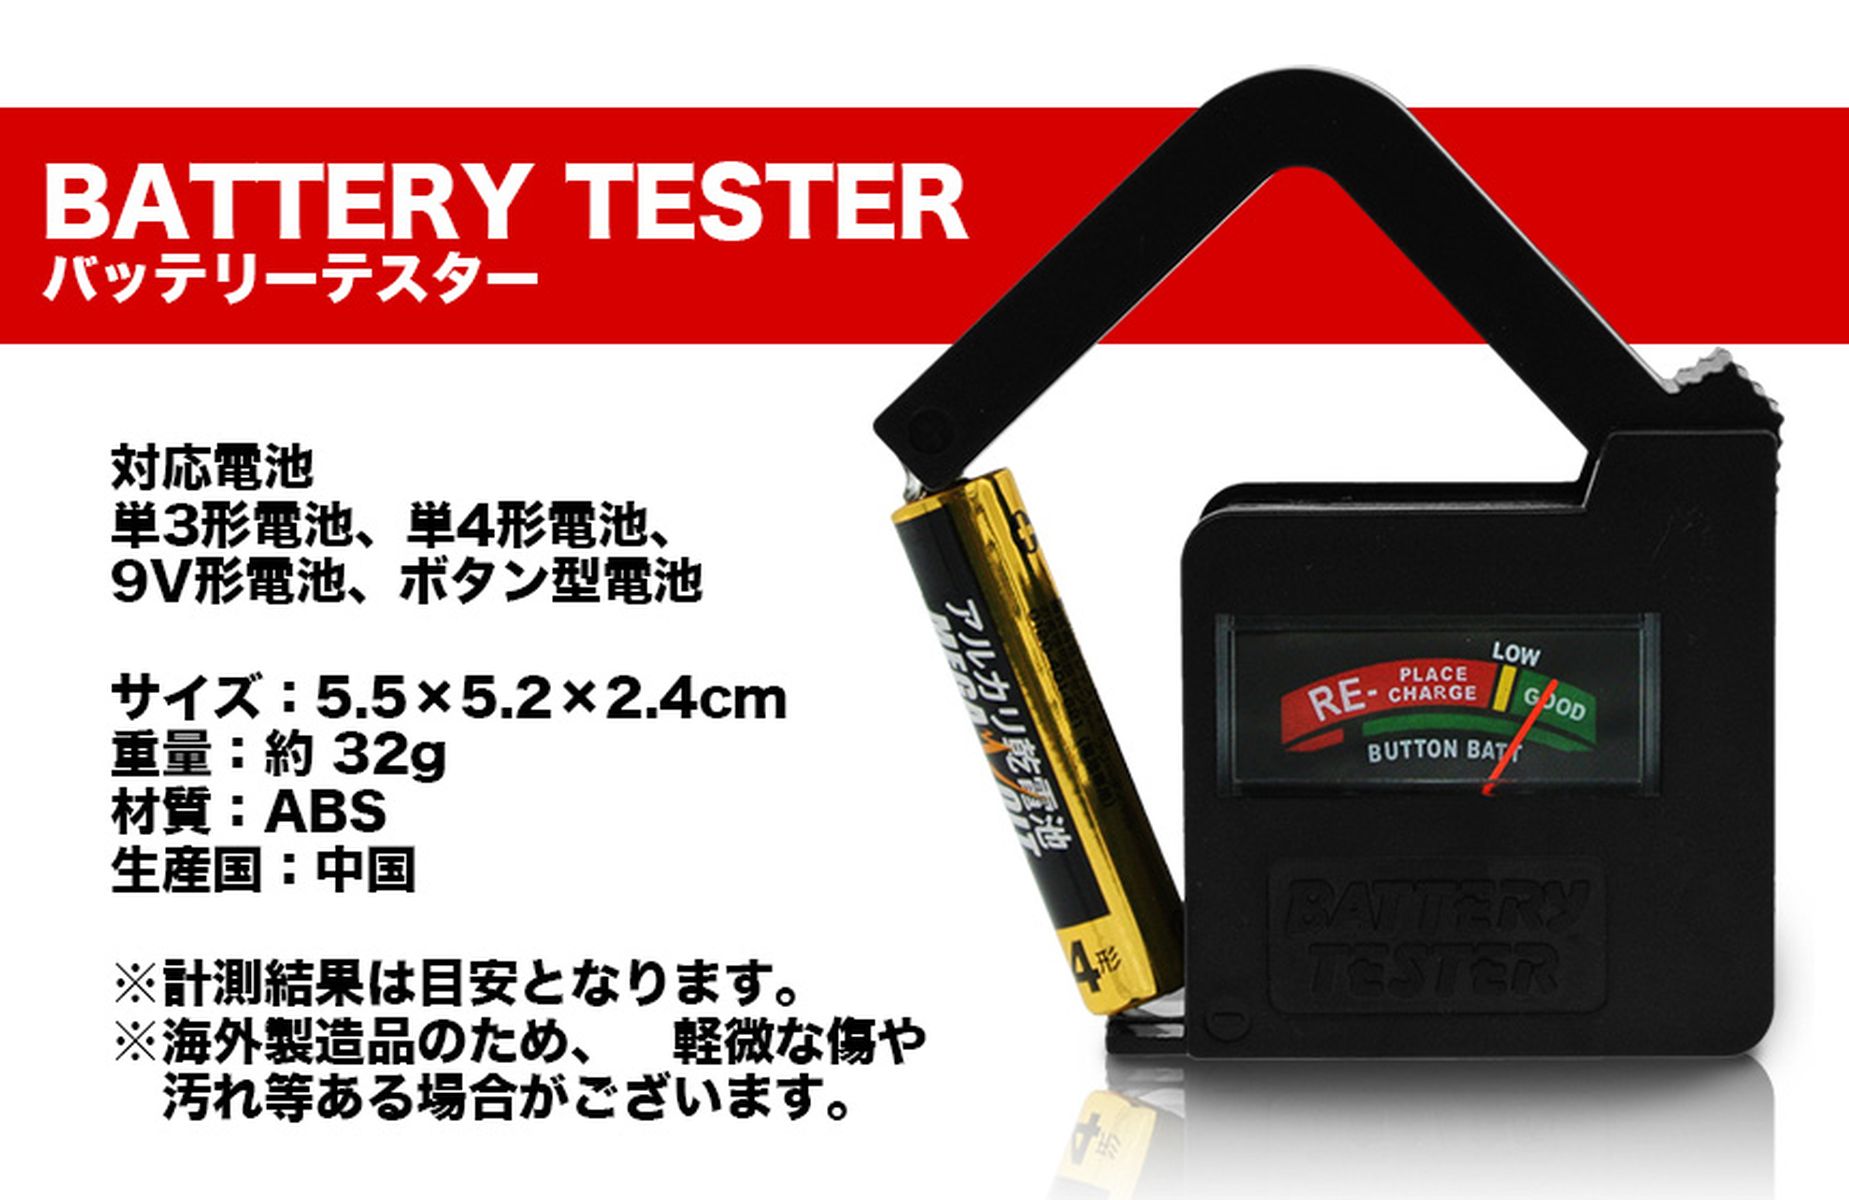 BATTERY TESTER
バッテリーテスター
対応電池
単3形電池、単4形電池、
9V形電池、ボタン型電池
サイズ：5.5×5.2×2.4cm
重量：約 32g
材質：ABS
生産国：中国
※計測結果は目安となります。
※海外製造品のため、　軽微な傷や
汚れ等ある場合がございます。
アルカリ乾電池
MEGA VOLT
4形
LOW
RE-
PLACE
CHARGE
GOOD
BUTTON BATT
BATTERY
TESTER